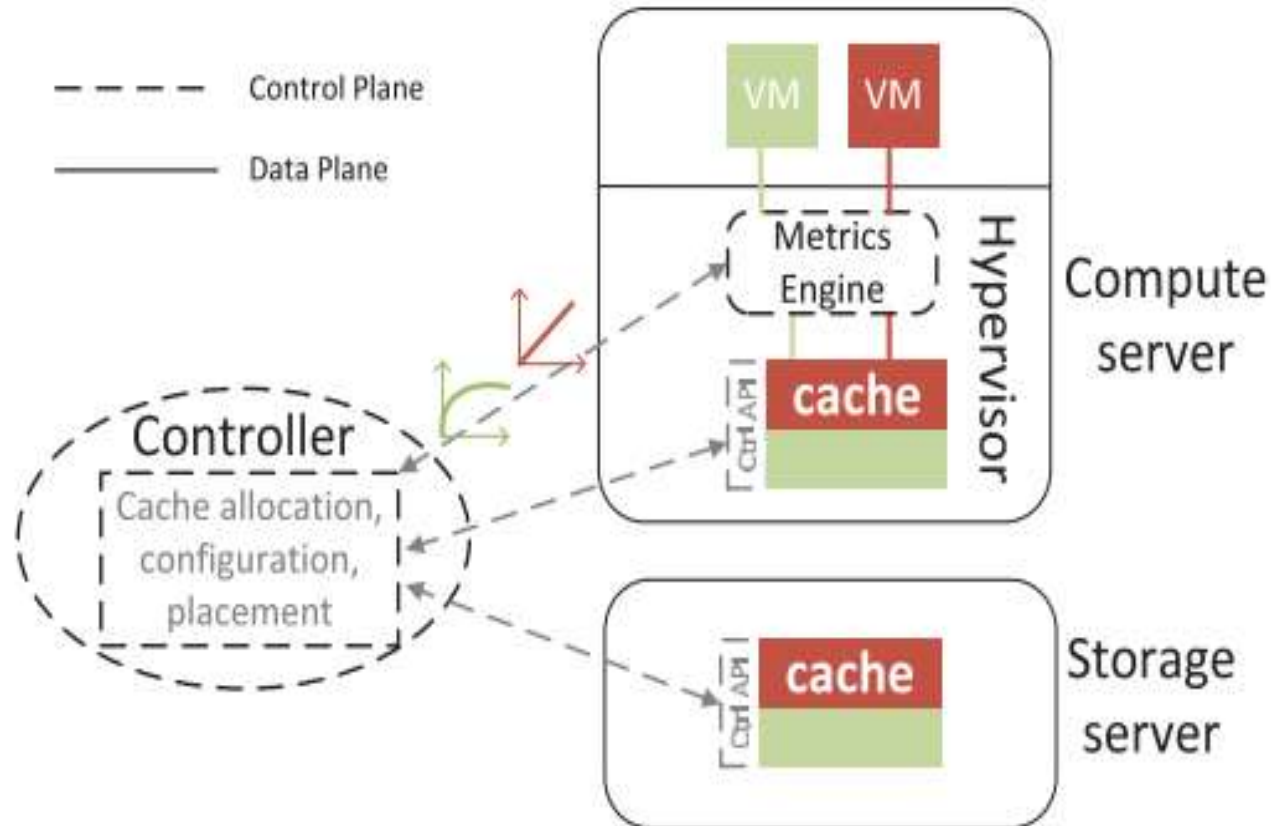 Control Plane
Data Plane
VM
VM
Metrics
Engine
Hypervisor
Compute
server
Ctrl API
cache
Controller
Cache allocation,
configuration,
placement
Ctrl API
cache
Storage
server